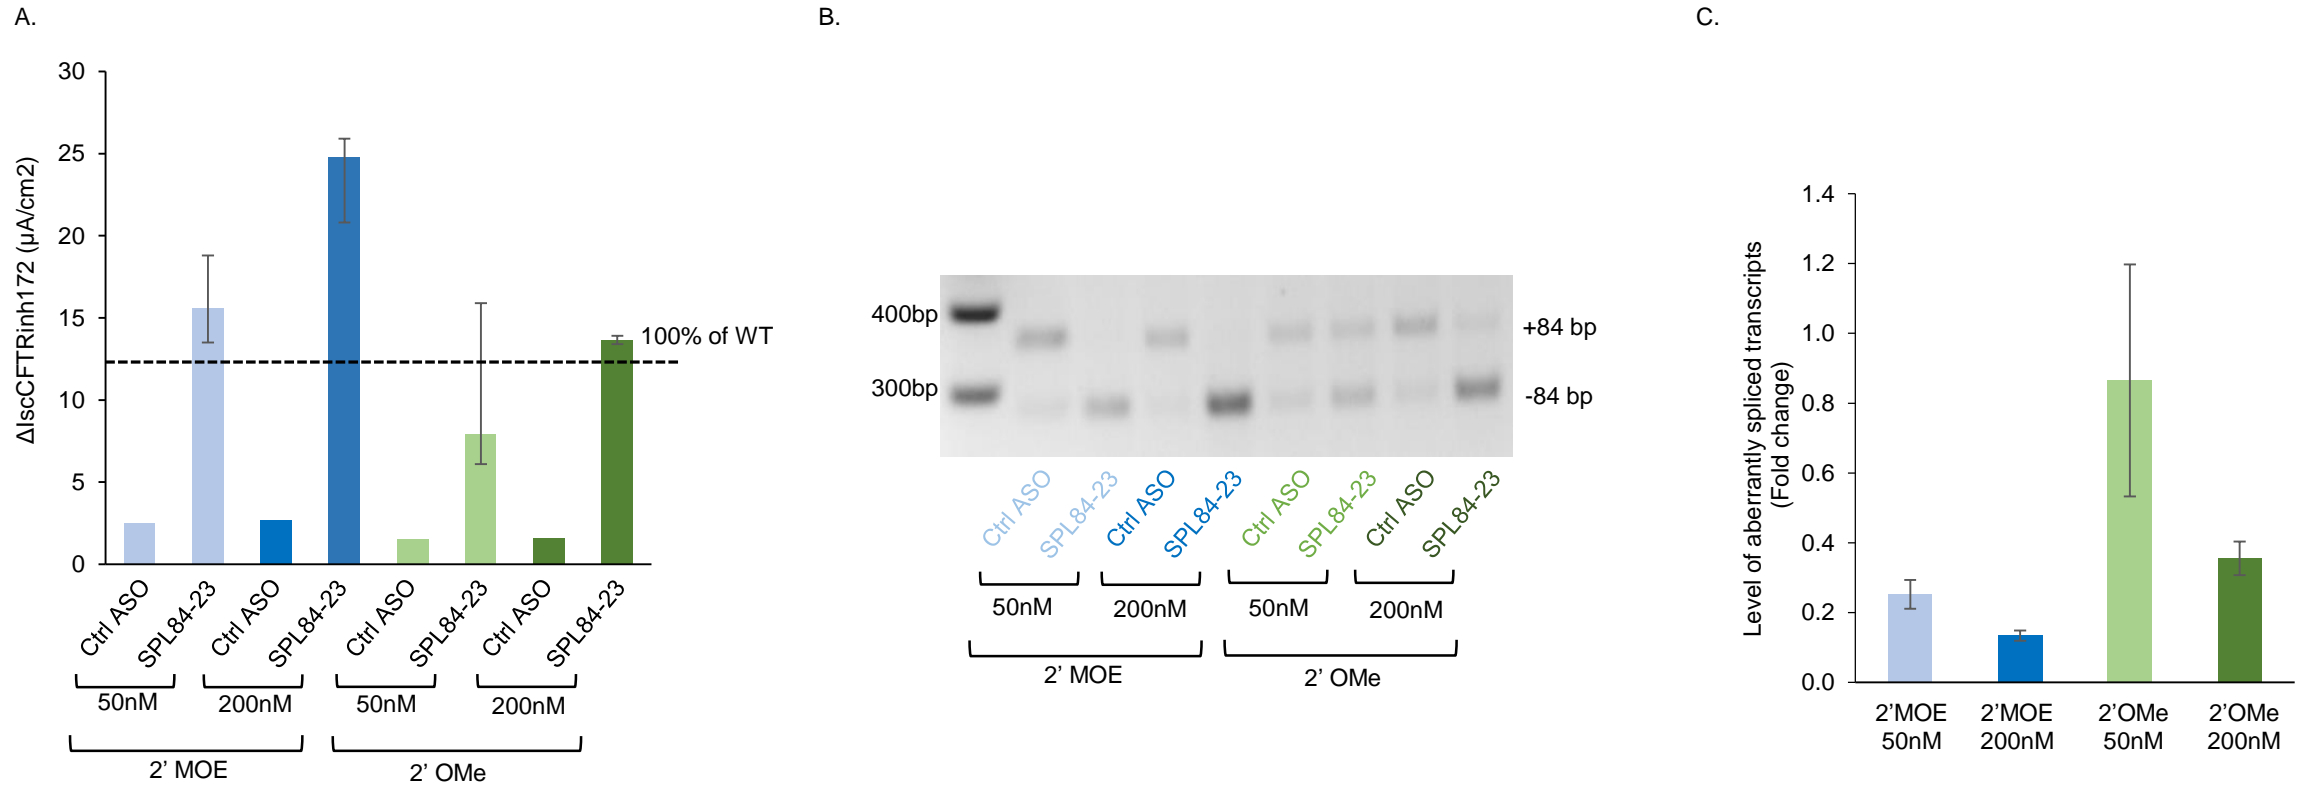 A.
30
25
20
15
10
5
0
ΔIscCFTRinh172 (µA/cm2)
100% of WT
Ctrl ASO
SPL84-23
Ctrl ASO
SPL84-23
Ctrl ASO
SPL84-23
Ctrl ASO
SPL84-23
50nM
200nM
50nM
200nM
2’ MOE
2’ OMe
B.
400bp
300bp
+84 bp
-84 bp
Ctrl ASO
SPL84-23
Ctrl ASO
SPL84-23
Ctrl ASO
SPL84-23
Ctrl ASO
SPL84-23
50nM
200nM
50nM
200nM
2’ MOE
2’ OMe
C.
1.4
1.2
1.0
0.8
0.6
0.4
0.2
0.0
Level of aberrantly spliced transcripts
(Fold change)
2’MOE
50nM
2’MOE
200nM
2’OMe
50nM
2’OMe
200nM